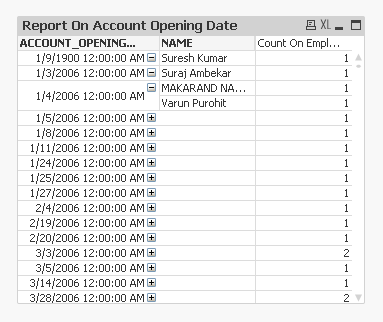 Report On Account Opening Date XL
ACCOUNT_OPENING... NAME Count On Empl...
1/9/1900 12:00:00 AM Suresh Kumar 1
1/3/2006 12:00:00 AM Suraj Ambekar 1
1/4/2006 12:00:00 AM MAKARAND NA... 1
Varun Purohit 1
1/5/2006 12:00:00 AM 1
1/8/2006 12:00:00 AM 1
1/11/2006 12:00:00 AM 1
1/24/2006 12:00:00 AM 1
1/25/2006 12:00:00 AM 1
1/27/2006 12:00:00 AM 1
2/4/2006 12:00:00 AM 1
2/19/2006 12:00:00 AM 1
2/20/2006 12:00:00 AM 1
3/3/2006 12:00:00 AM 2
3/5/2006 12:00:00 AM 1
3/14/2006 12:00:00 AM 1
3/28/2006 12:00:00 AM 2